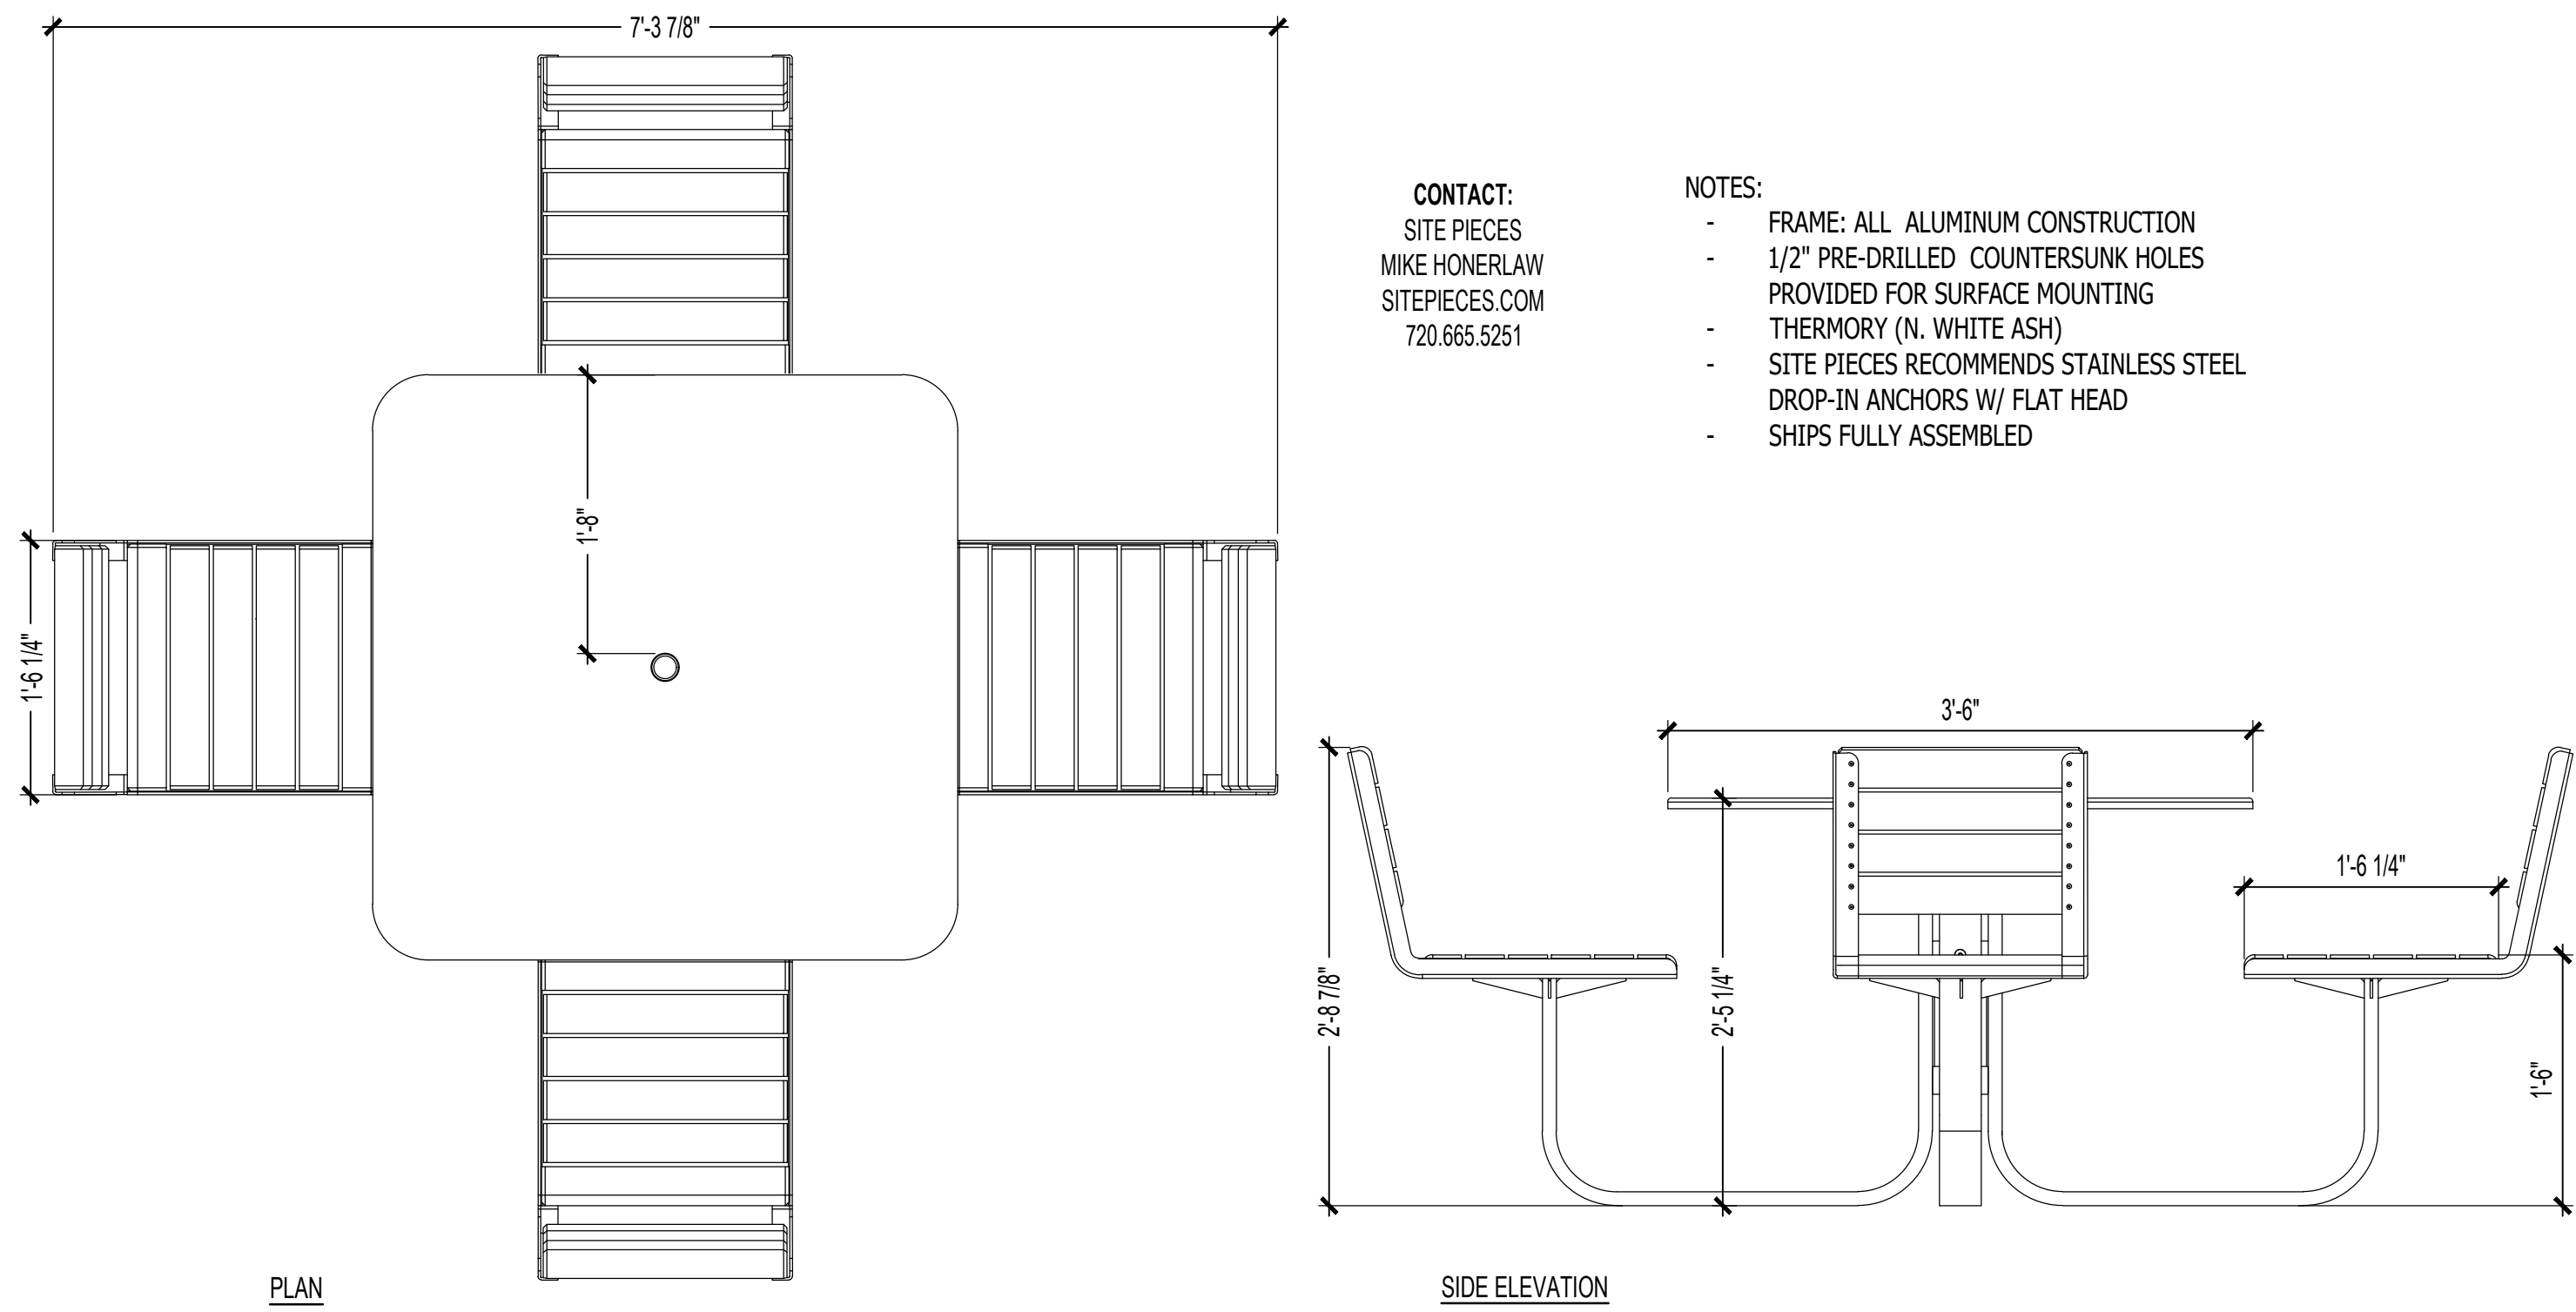 7'-3 7/8"
1'-8"
1'-6 1/4"
PLAN
CONTACT:
SITE PIECES
MIKE HONERLAW
SITEPIECES.COM
720.665.5251
NOTES:
- FRAME: ALL ALUMINUM CONSTRUCTION
- 1/2" PRE-DRILLED COUNTERSUNK HOLES
PROVIDED FOR SURFACE MOUNTING
- THERMORY (N. WHITE ASH)
- SITE PIECES RECOMMENDS STAINLESS STEEL
DROP-IN ANCHORS W/ FLAT HEAD
- SHIPS FULLY ASSEMBLED
3'-6"
1'-6 1/4"
2'-8 7/8"
2'-5 1/4"
1'-6"
SIDE ELEVATION